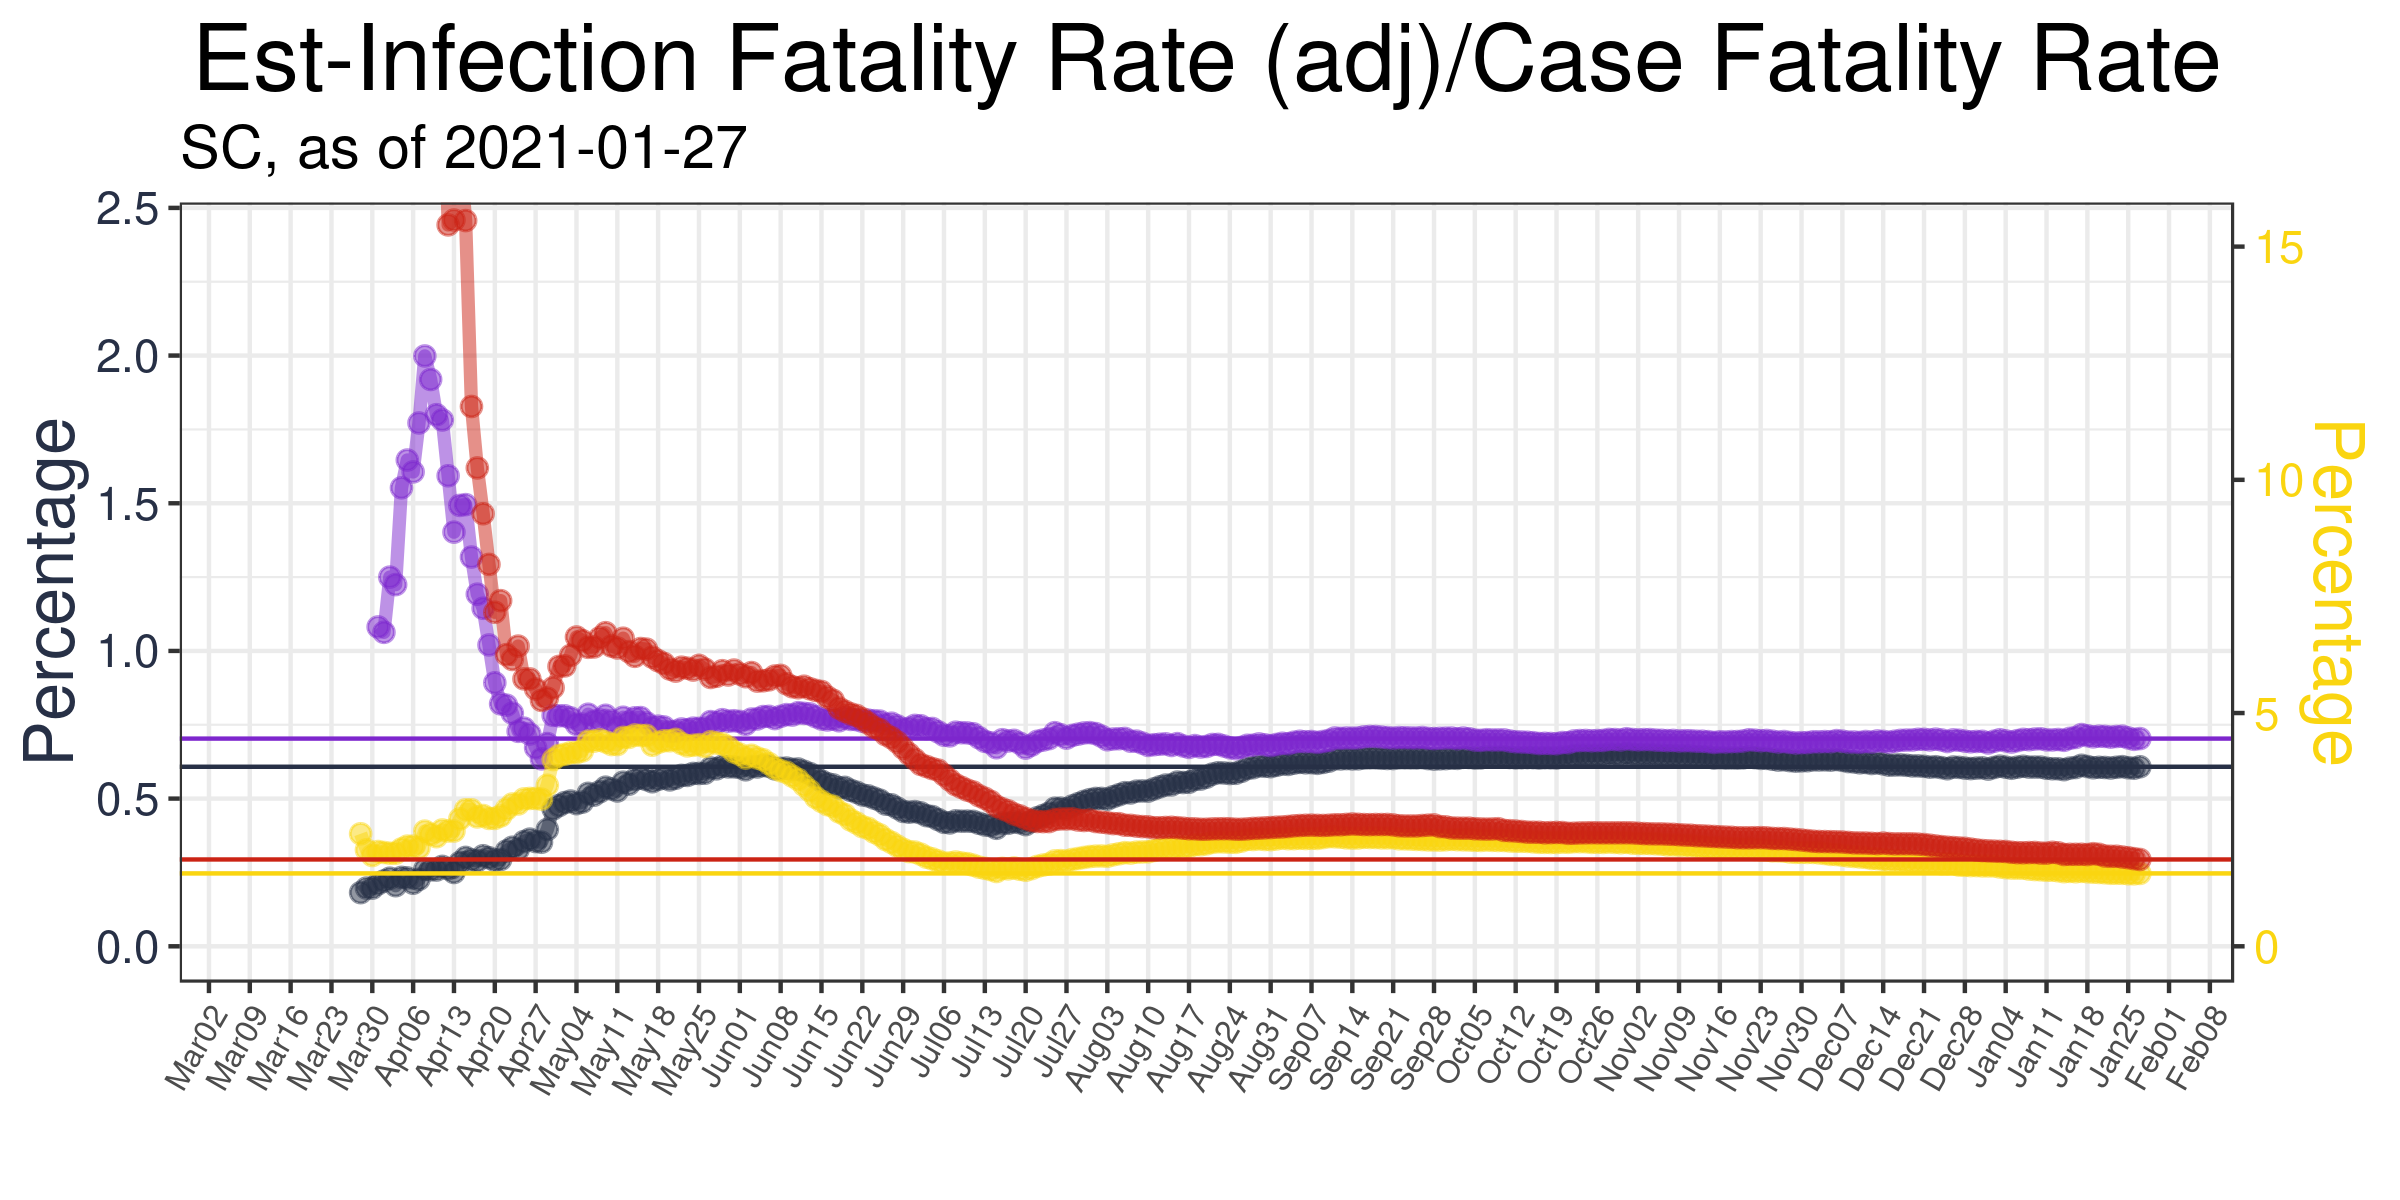 Est-Infection Fatality Rate (adj)/Case Fatality Rate
SC, as of 2021-01-27
Percentage
2.5
2.0
1.5
1.0
0.5
0.0
15
10
5
0
Percentage
Mar02
Mar09
Mar16
Mar23
Mar30
Apr06
Apr13
Apr20
Apr27
May04
May11
May18
May25
Jun01
Jun08
Jun15
Jun22
Jun29
Jul06
Jul13
Jul20
Jul27
Aug03
Aug10
Aug17
Aug24
Aug31
Sep07
Sep14
Sep21
Sep28
Oct05
Oct12
Oct19
Oct26
Nov02
Nov09
Nov16
Nov23
Nov30
Dec07
Dec14
Dec21
Dec28
Jan04
Jan11
Jan18
Jan25
Feb01
Feb08